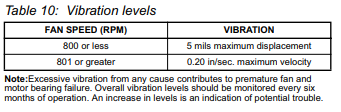 Table 10: Vibration levels
FAN SPEED (RPM) VIBRATION
800 or less 5 mils maximum displacement
801 or greater 0.20 in/sec. maximum velocity
Note:Excessive vibration from any cause contributes to premature fan and
motor bearing failure. Overall vibration levels should be monitored every six
months of operation. An increase in levels is an indication of potential trouble.